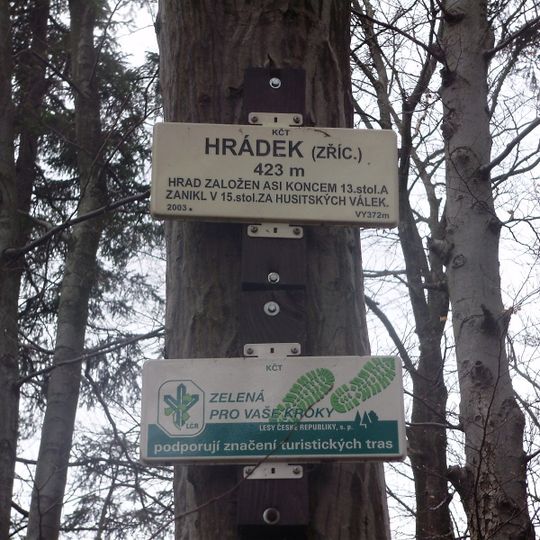 KČT
HRÁDEK (ZŘÍC.)
423 m
HRAD ZALOŽEN ASI KONCEM 13.stol.A
ZANIKL V 15.stol.ZA HUSITSKÝCH VÁLEK.
2003 VY372m
KČT
ZELENÁ
PRO VAŠE KROKY
LČR
LESY ČESKÉ REPUBLIKY, s. p.
podporují značení turistických tras